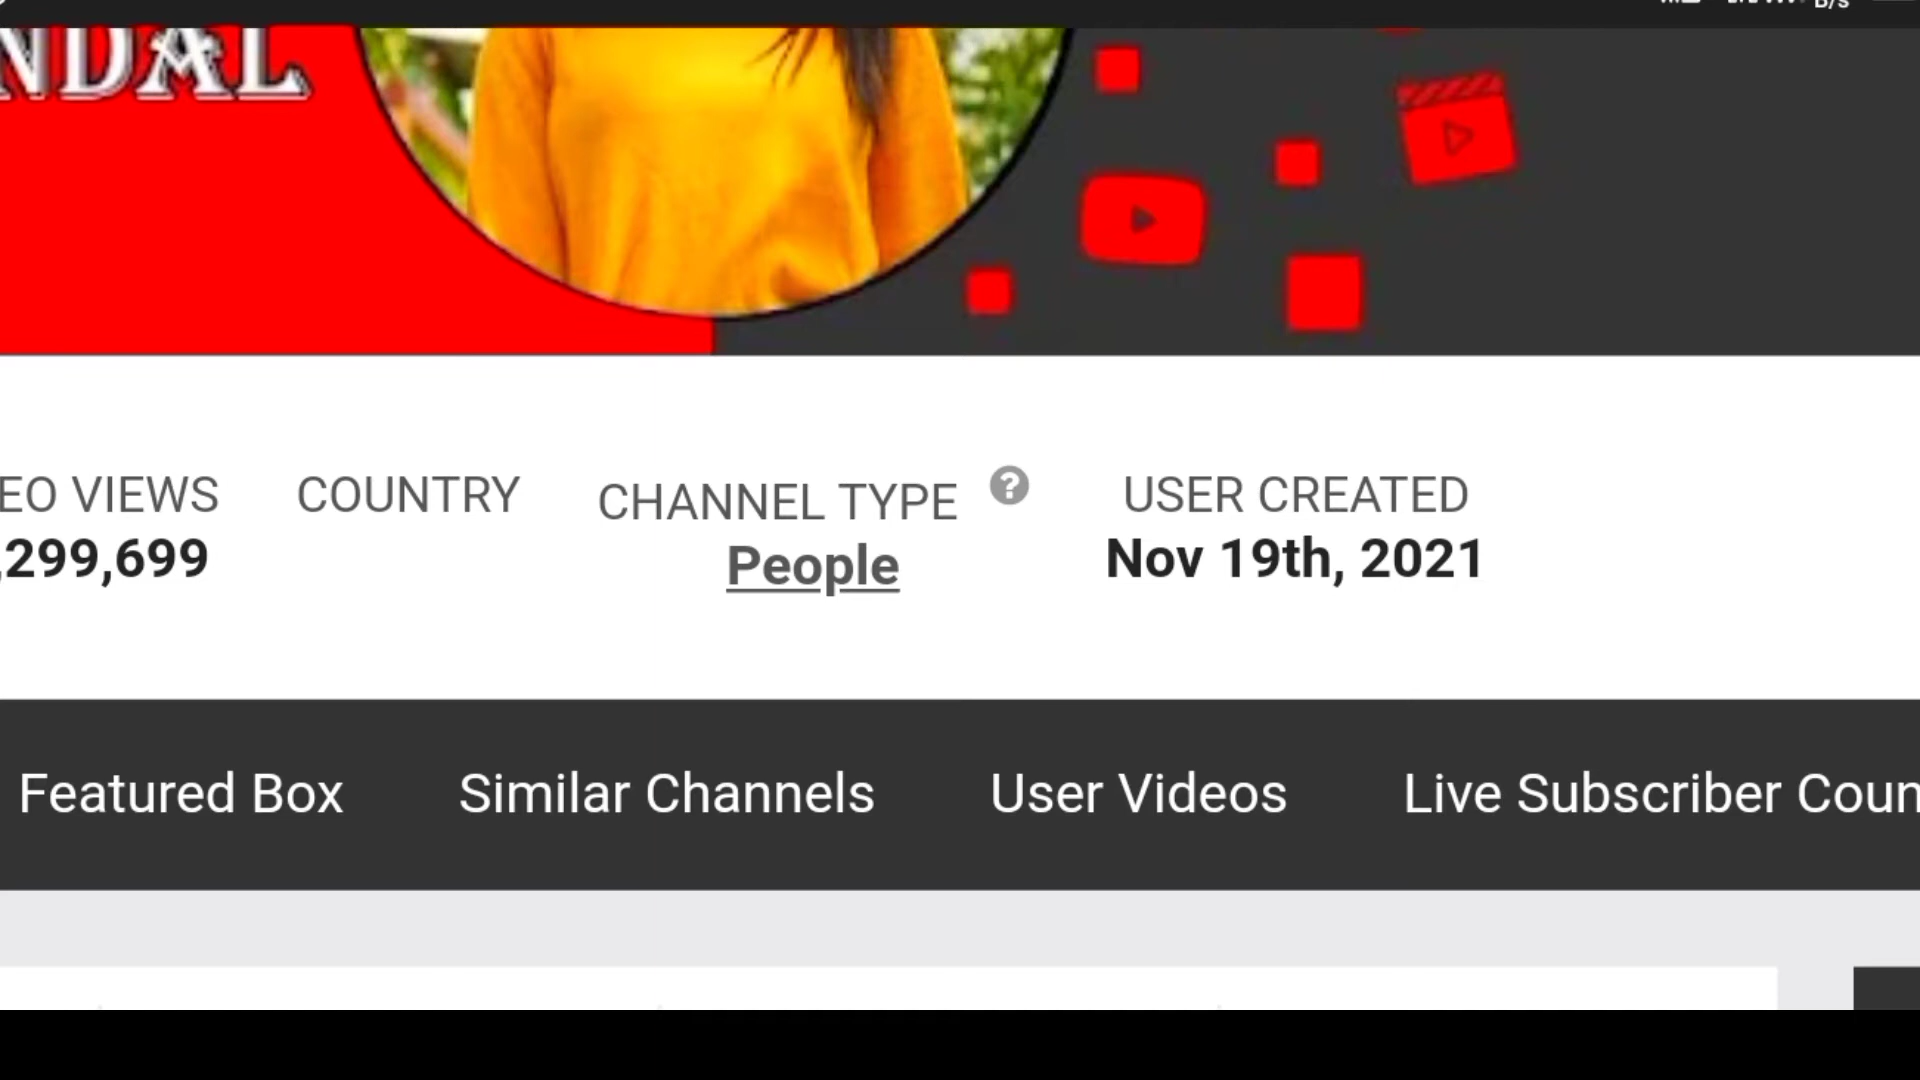 NDAL
EO VIEWS
,299,699
COUNTRY
CHANNEL TYPE ?
People
USER CREATED
Nov 19th, 2021
Featured Box Similar Channels User Videos Live Subscriber Coun